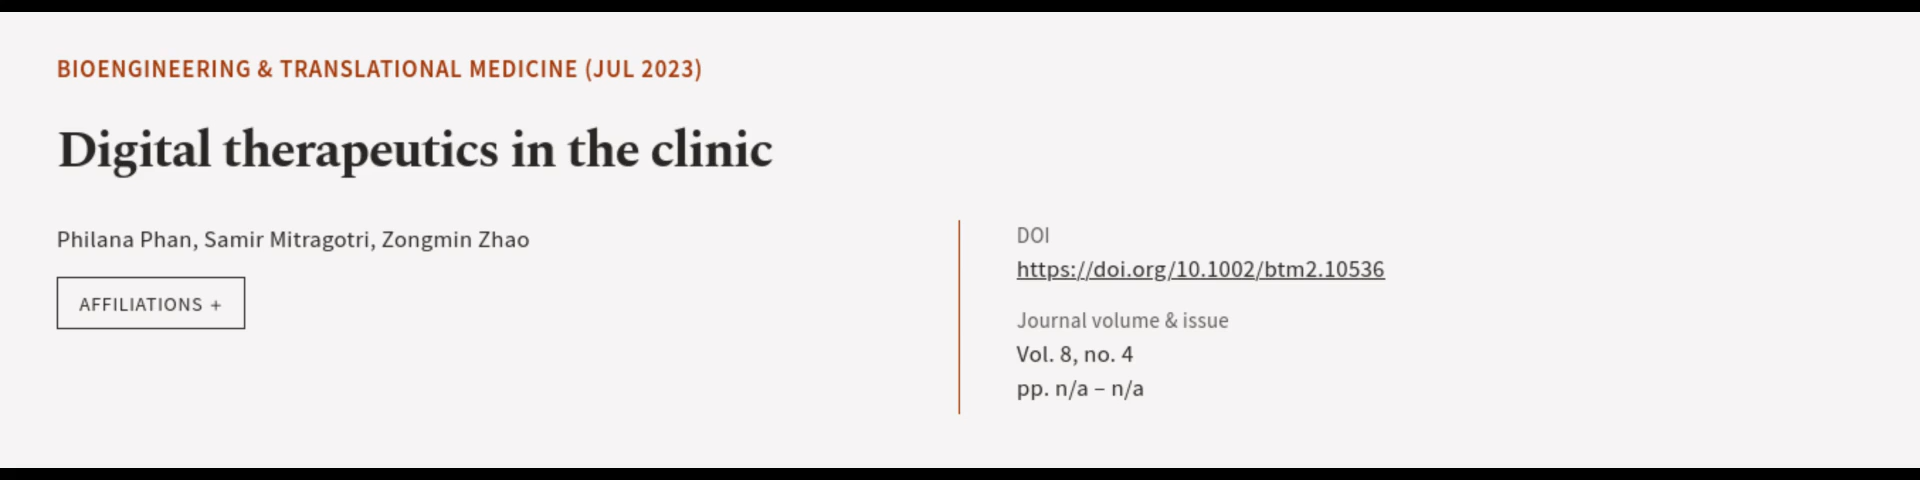 BIOENGINEERING & TRANSLATIONAL MEDICINE (JUL 2023)
Digital therapeutics in the clinic
Philana Phan, Samir Mitragotri, Zongmin Zhao
AFFILIATIONS +
DOI
https://doi.org/10.1002/btm2.10536
Journal volume & issue
Vol. 8, no. 4
pp. n/a – n/a